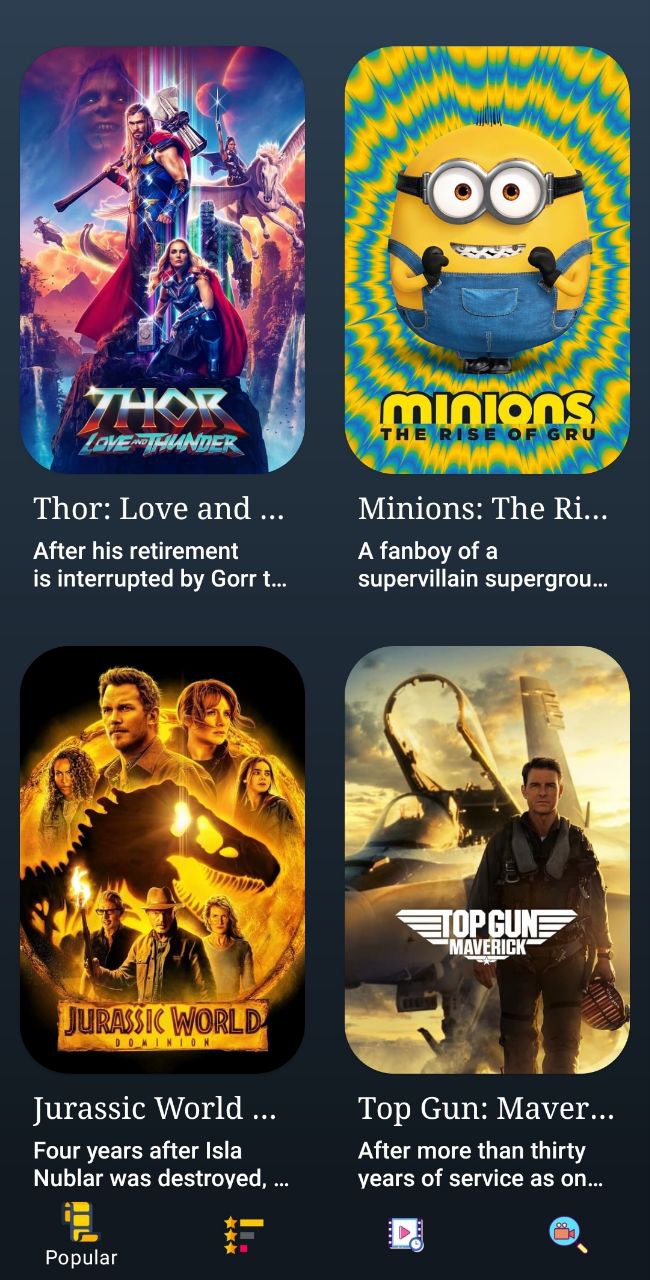 THOR
LOVE AND THUNDER
minions
THE RISE OF GRU
Thor: Love and ...
After his retirement
is interrupted by Gorr t...
Minions: The Ri...
A fanboy of a
supervillain supergrou...
JURASSIC WORLD
DOMINION
TOP GUN
MAVERICK
Jurassic World ...
Four years after Isla
Nublar was destroyed, ...
Top Gun: Maver...
After more than thirty
years of service as on...
Popular